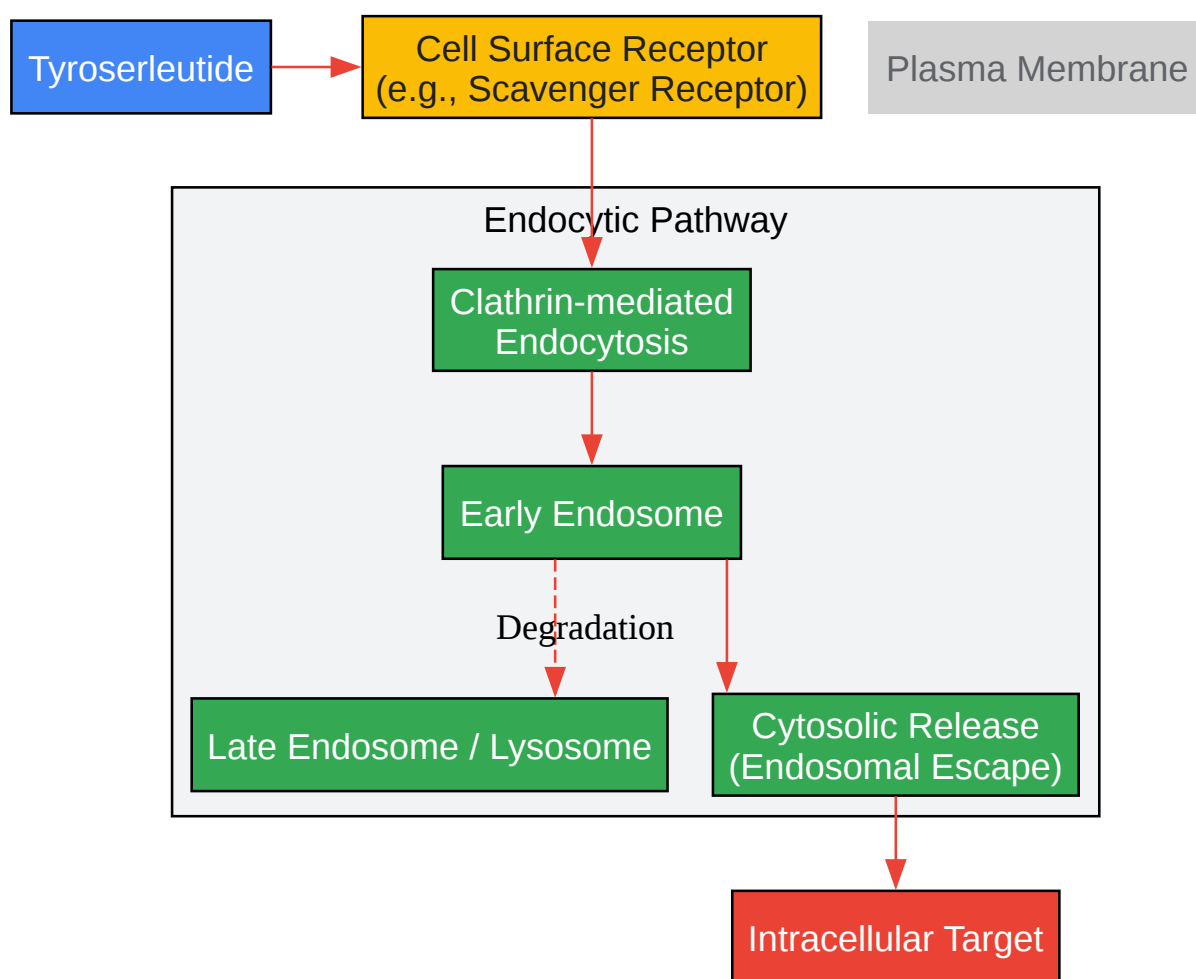 Tyroserleutide
Cell Surface Receptor
(e.g., Scavenger Receptor)
Plasma Membrane
Endocytic Pathway
Clathrin-mediated
Endocytosis
Early Endosome
Degradation
Late Endosome / Lysosome
Cytosolic Release
(Endosomal Escape)
Intracellular Target